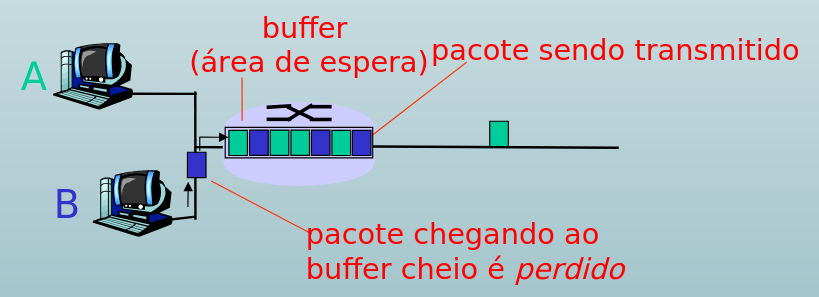 buffer
(área de espera)
pacote sendo transmitido
A
B
pacote chegando ao
buffer cheio é perdido